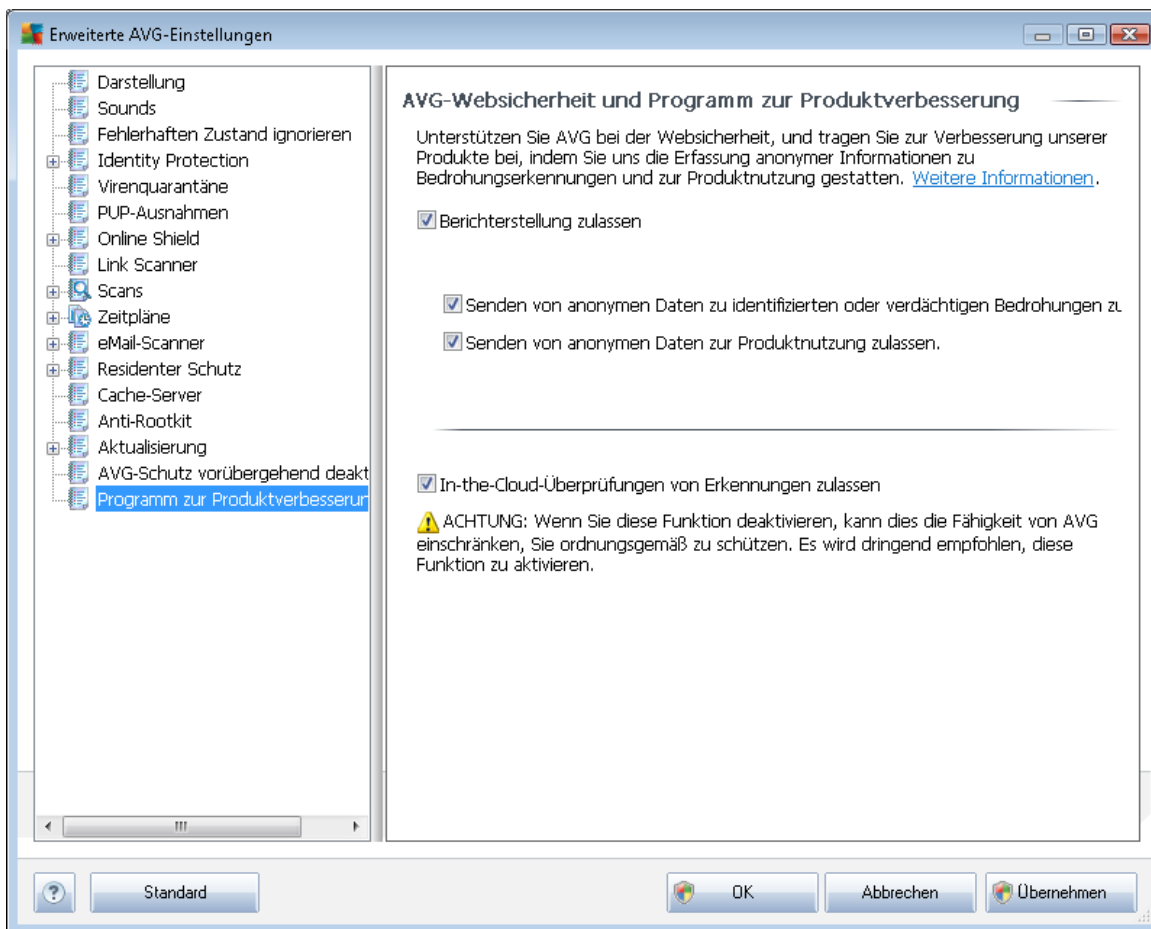 Erweiterte AVG-Einstellungen
Darstellung
Sounds
Fehlerhaften Zustand ignorieren
Identity Protection
Virenquarantäne
PUP-Ausnahmen
Online Shield
Link Scanner
Scans
Zeitpläne
eMail-Scanner
Residenter Schutz
Cache-Server
Anti-Rootkit
Aktualisierung
AVG-Schutz vorübergehend deakt
Programm zur Produktverbesserun
AVG-Websicherheit und Programm zur Produktverbesserung
Unterstützen Sie AVG bei der Websicherheit, und tragen Sie zur Verbesserung unserer
Produkte bei, indem Sie uns die Erfassung anonymer Informationen zu
Bedrohungserkennungen und zur Produktnutzung gestatten. Weitere Informationen.
Berichterstellung zulassen
Senden von anonymen Daten zu identifizierten oder verdächtigen Bedrohungen zu
Senden von anonymen Daten zur Produktnutzung zulassen.
In-the-Cloud-Überprüfungen von Erkennungen zulassen
ACHTUNG: Wenn Sie diese Funktion deaktivieren, kann dies die Fähigkeit von AVG
einschränken, Sie ordnungsgemäß zu schützen. Es wird dringend empfohlen, diese
Funktion zu aktivieren.
?
Standard
OK
Abbrechen
Übernehmen